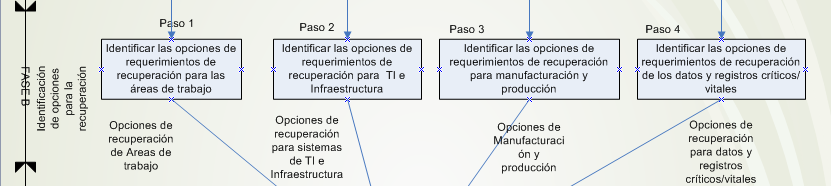 FASE B
Identificación
de opciones
para la
recuperación
Paso 1
Identificar las opciones de
requerimientos de
recuperación para las
áreas de trabajo
Opciones de
recuperación
de Areas de
trabajo
Paso 2
Identificar las opciones de
requerimientos de
recuperación para TI e
Infraestructura
Opciones de
recuperación
para sistemas
de TI e
Infraestructura
Paso 3
Identificar las opciones de
requerimientos de recuperación
para manufacturación y
producción
Opciones de
Manufacturaci
ón y
producción
Paso 4
Identificar las opciones de
requerimientos de recuperación
de los datos y registros críticos/
vitales
Opciones de
recuperación
para datos y
registros
críticos/vitales